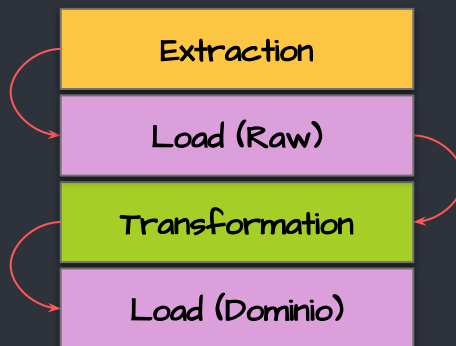 Extraction
Load (Raw)
Transformation
Load (Dominio)